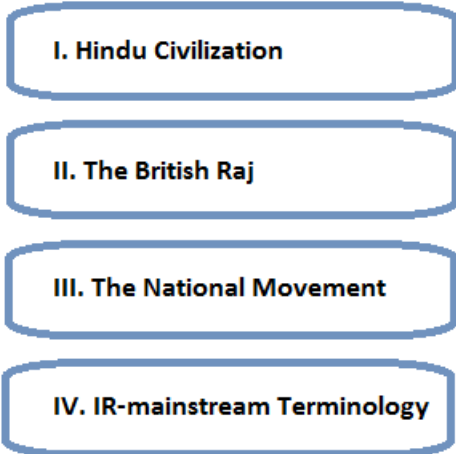 I. Hindu Civilization
II. The British Raj
III. The National Movement
IV. IR-mainstream Terminology